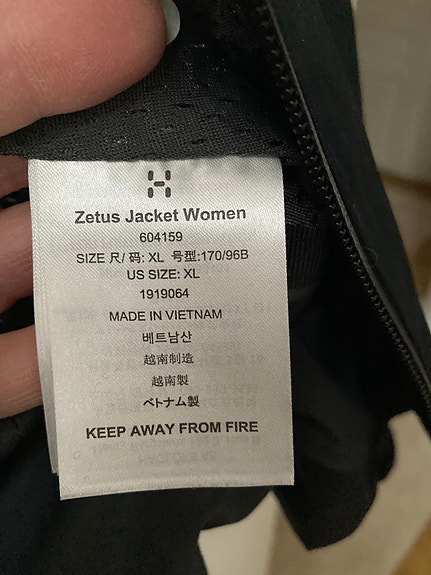 Zetus Jacket Women
604159
SIZE 尺/ 码: XL 号型:170/96B
US SIZE: XL
1919064
MADE IN VIETNAM
베트남산
越南制造
越南製
ベトナム製
KEEP AWAY FROM FIRE